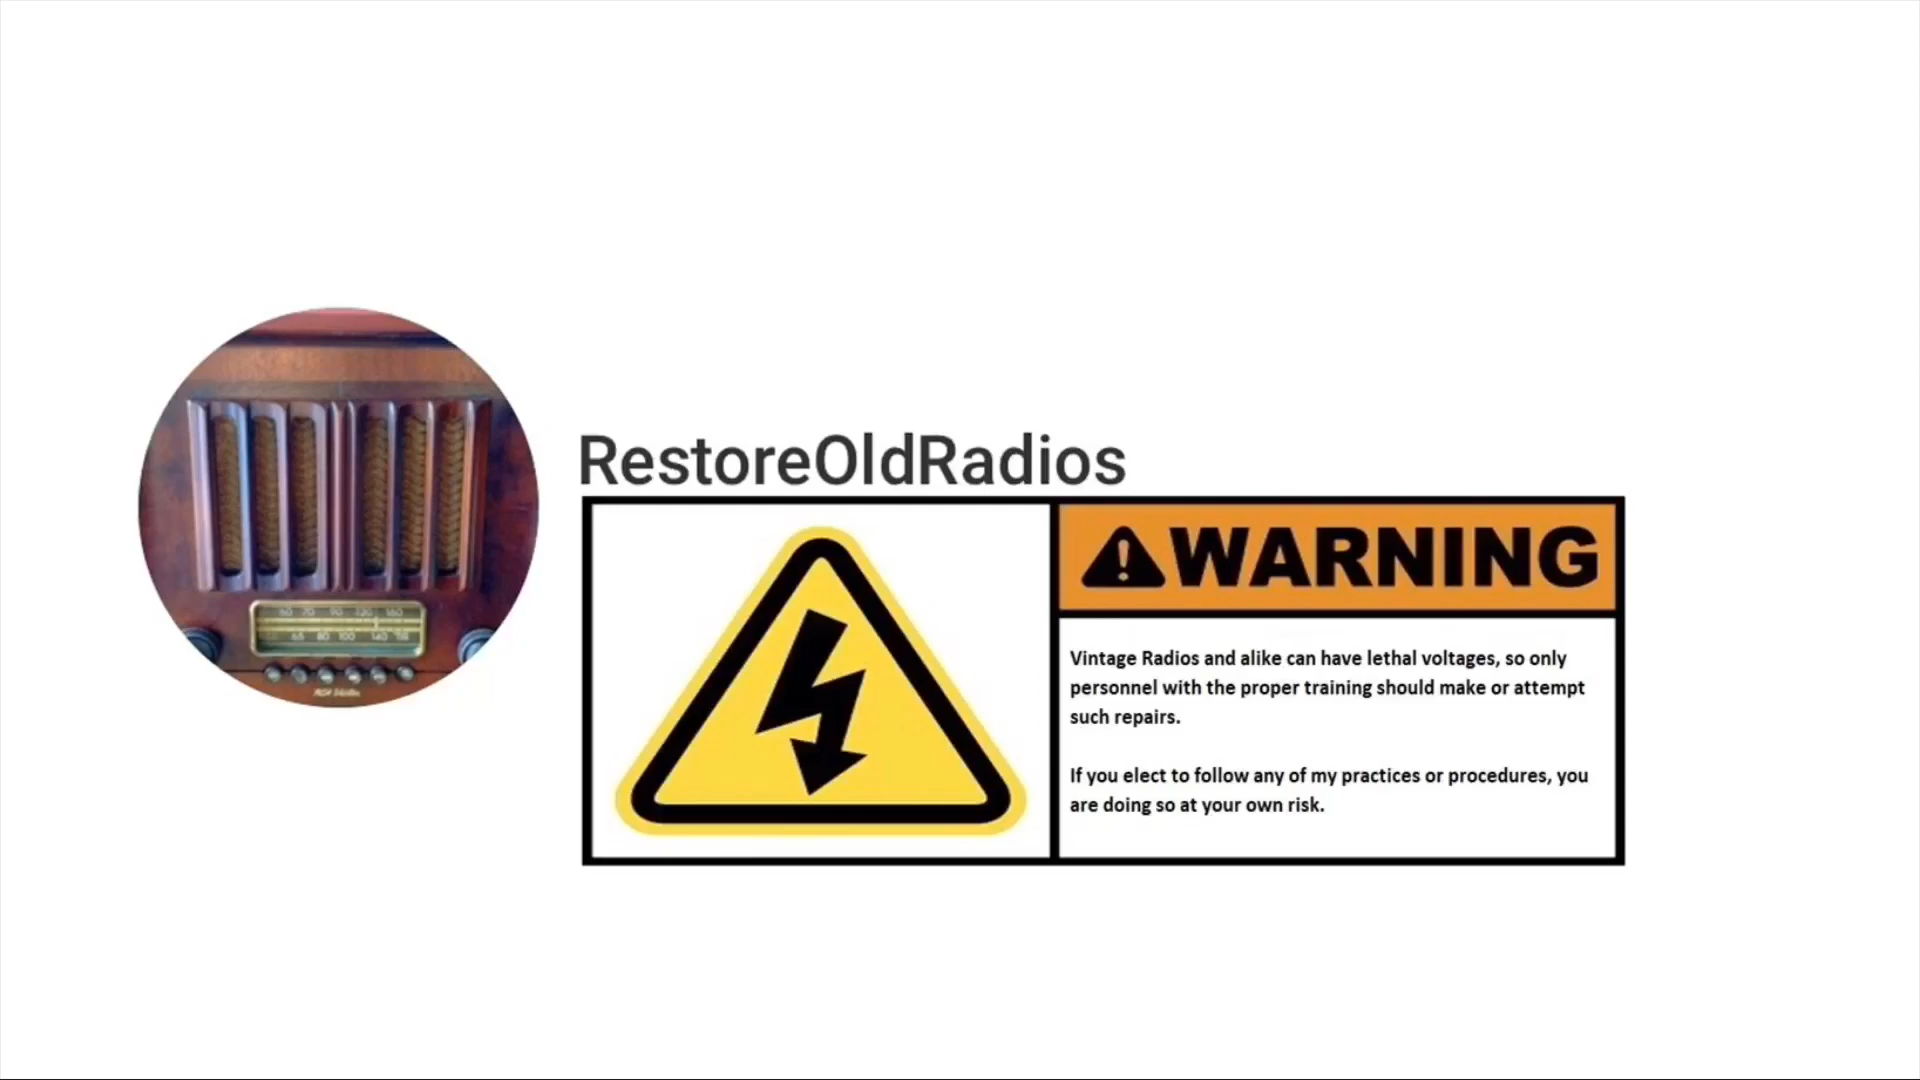 RestoreOldRadios
WARNING
Vintage Radios and alike can have lethal voltages, so only
personnel with the proper training should make or attempt
such repairs.
If you elect to follow any of my practices or procedures, you
are doing so at your own risk.